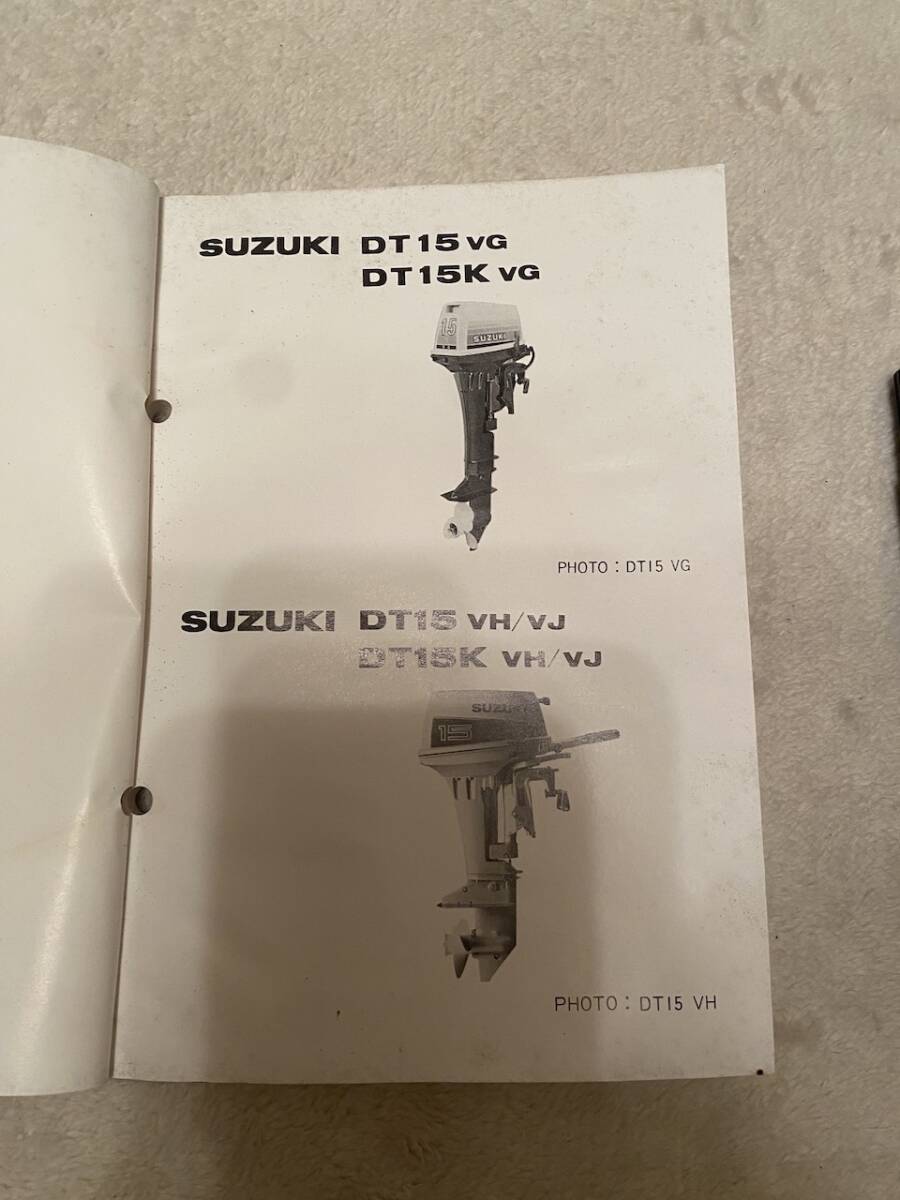 SUZUKI DT15 VG
DT15K VG
15
SUZUKI
PHOTO : DT15 VG
SUZUKI DT15 VH/VJ
DT15K VH/VJ
SUZUKI
15
PHOTO : DT15 VH